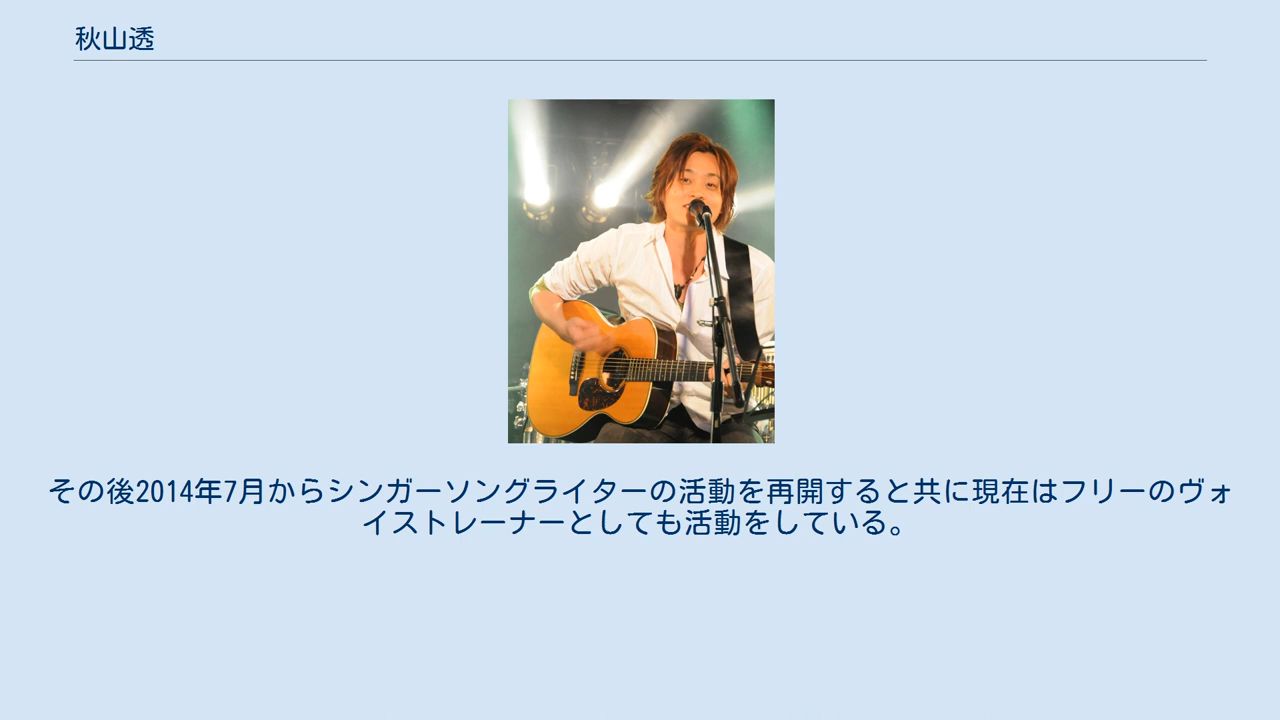 秋山透
その後2014年7月からシンガーソングライターの活動を再開すると共に現在はフリーのヴォ
イストレーナーとしても活動をしている。